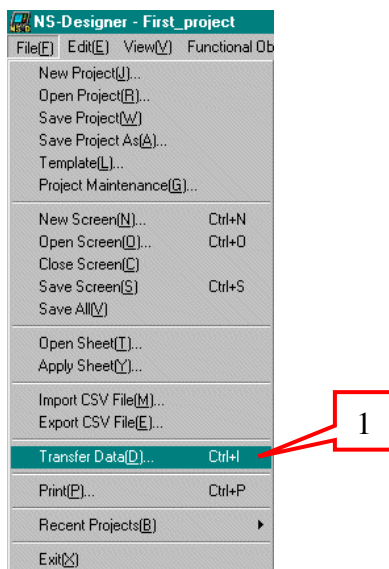 NS-Designer - First_project
File(F) Edit(E) View(V) Functional Ob
New Project(J)...
Open Project(R)...
Save Project(W)
Save Project As(A)...
Template(L)...
Project Maintenance(G)...
New Screen(N)... Ctrl+N
Open Screen(O)... Ctrl+O
Close Screen(C)
Save Screen(S) Ctrl+S
Save All(V)
Open Sheet(T)...
Apply Sheet(Y)...
Import CSV File(M)...
Export CSV File(E)...
Transfer Data(D)... Ctrl+I
1
Print(P)... Ctrl+P
Recent Projects(B)
Exit(X)